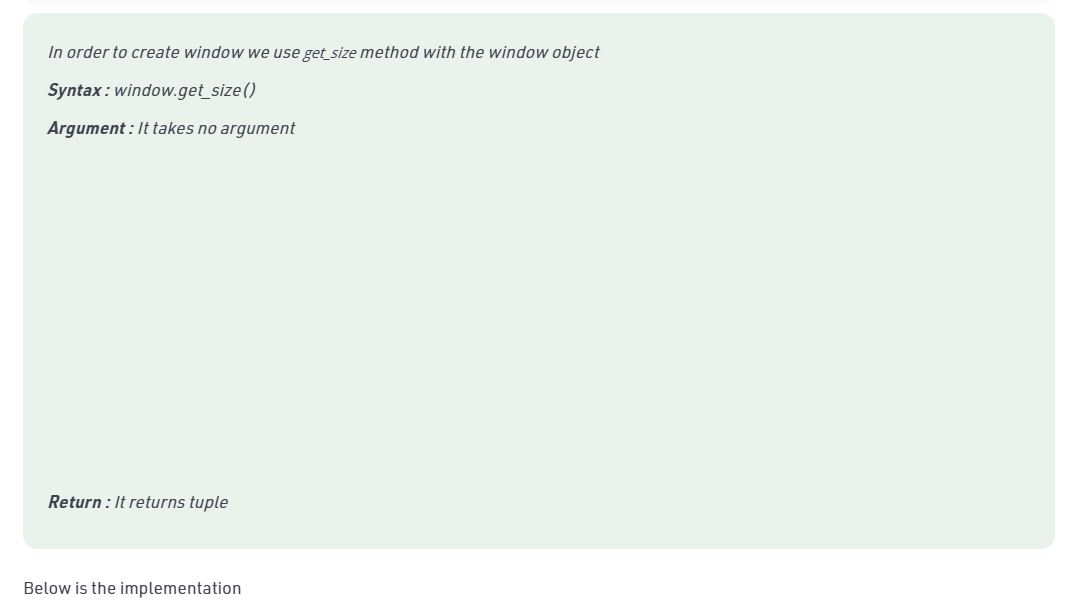 In order to create window we use get_size method with the window object
Syntax : window.get_size()
Argument : It takes no argument
Return : It returns tuple
Below is the implementation